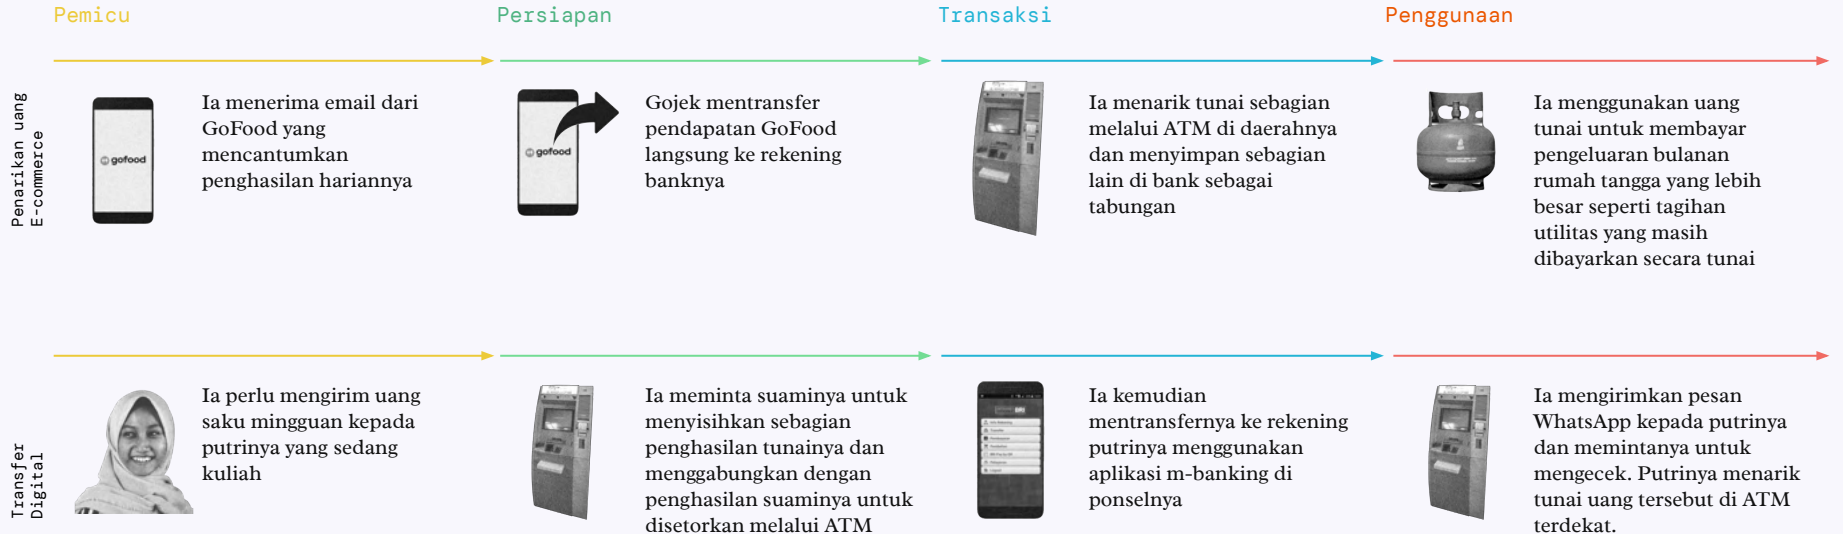 Pemicu
Persiapan
Transaksi
Penggunaan
Penarikan uang
E-coommerce
gofood
Ia menerima email dari
GoFood yang
mencantumkan
penghasilan hariannya
gofood
Gojek mentransfer
pendapatan GoFood
langsung ke rekening
banknya
Ia menarik tunai sebagian
melalui ATM di daerahnya
dan menyimpan sebagian
lain di bank sebagai
tabungan
Ia menggunakan uang
tunai untuk membayar
pengeluaran bulanan
rumah tangga yang lebih
besar seperti tagihan
utilitas yang masih
dibayarkan secara tunai
Transfer
Digital
Ia perlu mengirim uang
saku mingguan kepada
putrinya yang sedang
kuliah
Ia meminta suaminya untuk
menyisihkan sebagian
penghasilan tunainya dan
menggabungkan dengan
penghasilan suaminya untuk
disetorkan melalui ATM
Ia kemudian
mentransfernya ke rekening
putrinya menggunakan
aplikasi m-banking di
ponselnya
Ia mengirimkan pesan
WhatsApp kepada putrinya
dan memintanya untuk
mengecek. Putrinya menarik
tunai uang tersebut di ATM
terdekat.